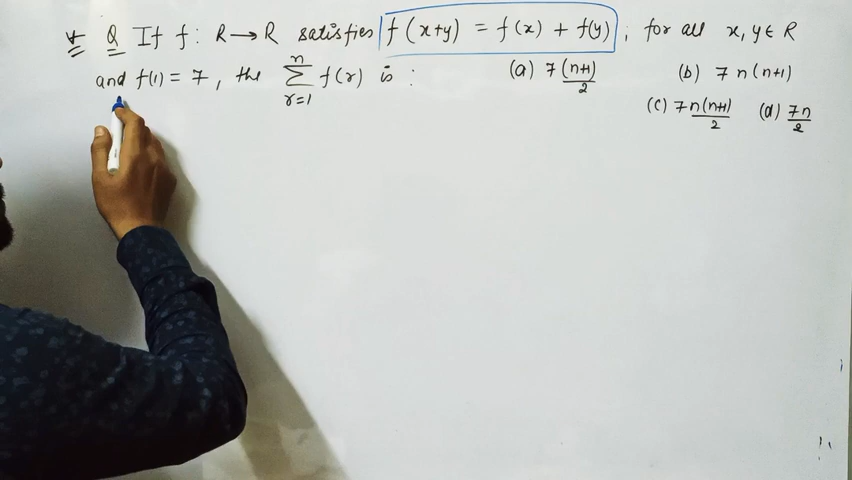 * Q If f : R → R satisfies f(x+y) = f(x) + f(y) ; for all x, y ∈ R
and f(1) = 7, the \sum_{r=1}^{n} f(r) is : (a) 7(n+1)/2 (b) 7n(n+1)
(c) 7n(n+1)/2 (d) 7n/2